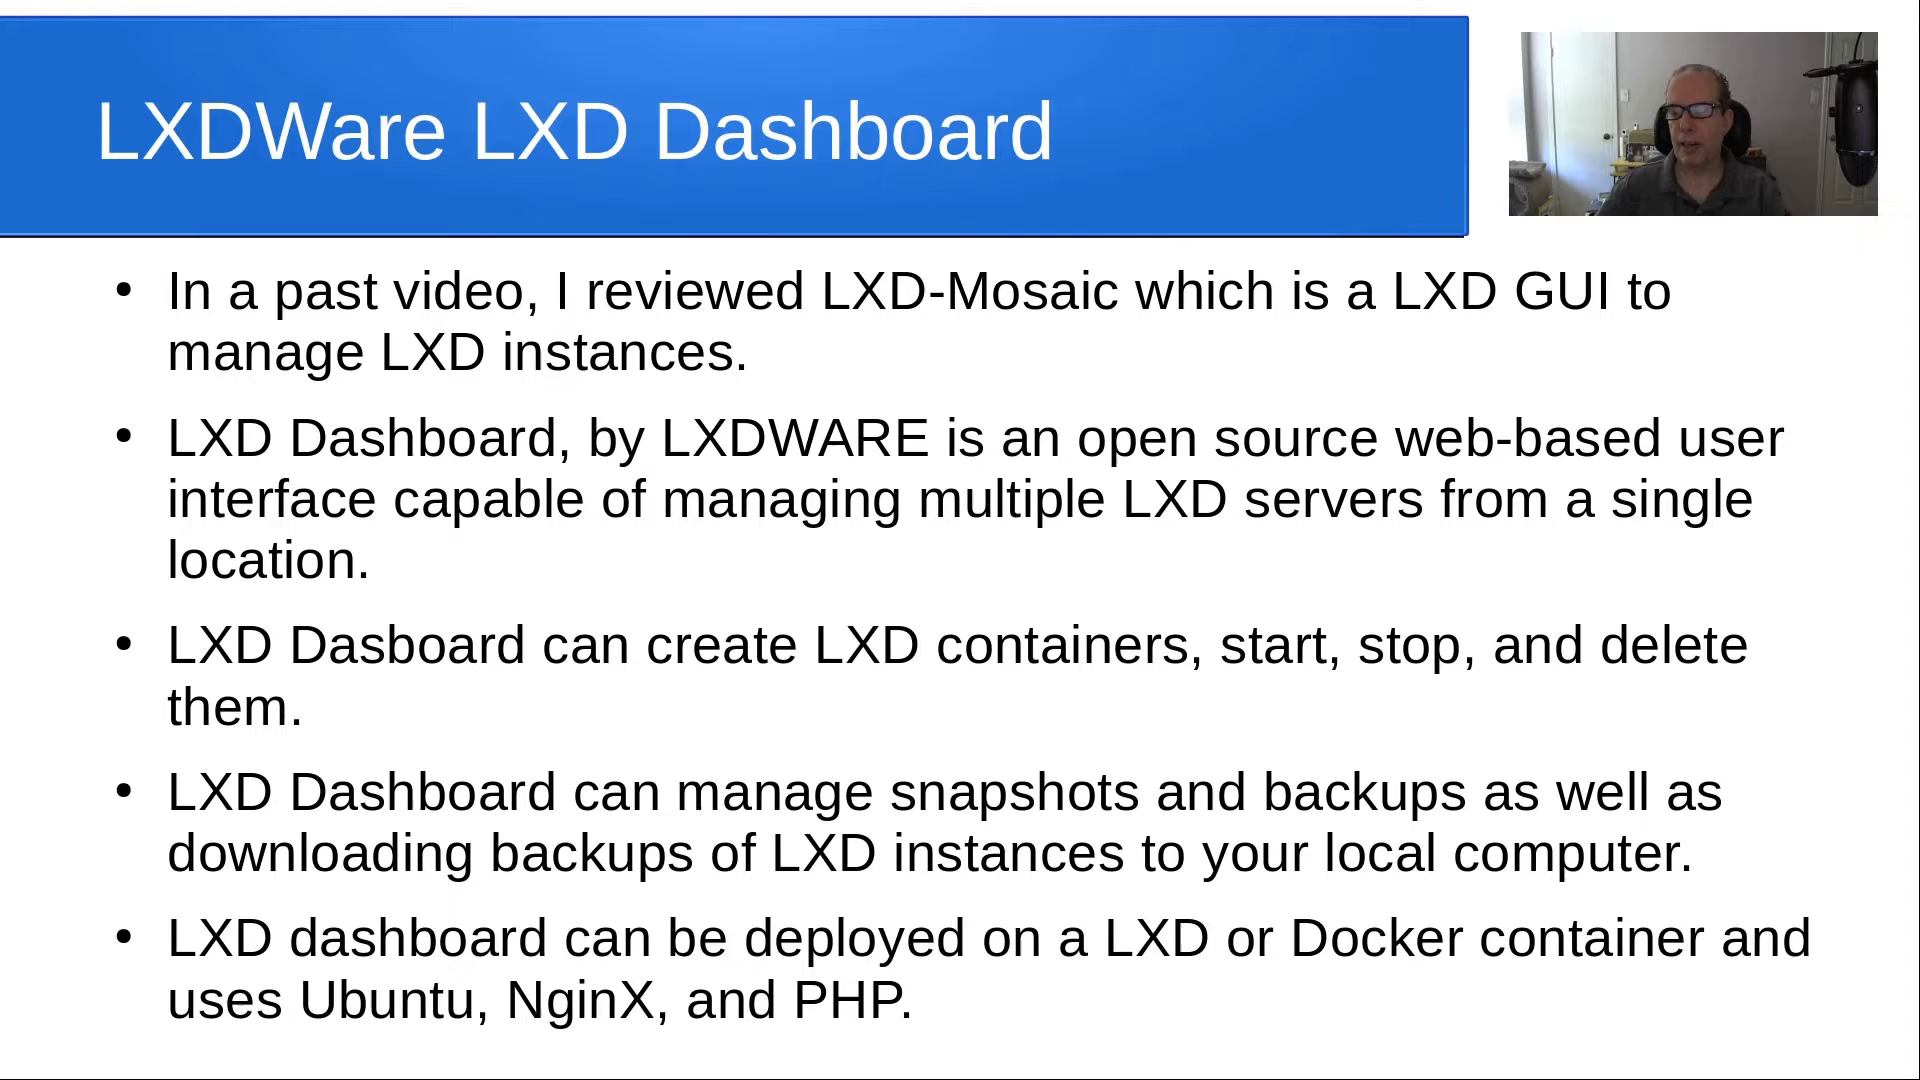 LXDWare LXD Dashboard
• In a past video, I reviewed LXD-Mosaic which is a LXD GUI to
manage LXD instances.
• LXD Dashboard, by LXDWARE is an open source web-based user
interface capable of managing multiple LXD servers from a single
location.
• LXD Dasboard can create LXD containers, start, stop, and delete
them.
• LXD Dashboard can manage snapshots and backups as well as
downloading backups of LXD instances to your local computer.
• LXD dashboard can be deployed on a LXD or Docker container and
uses Ubuntu, NginX, and PHP.